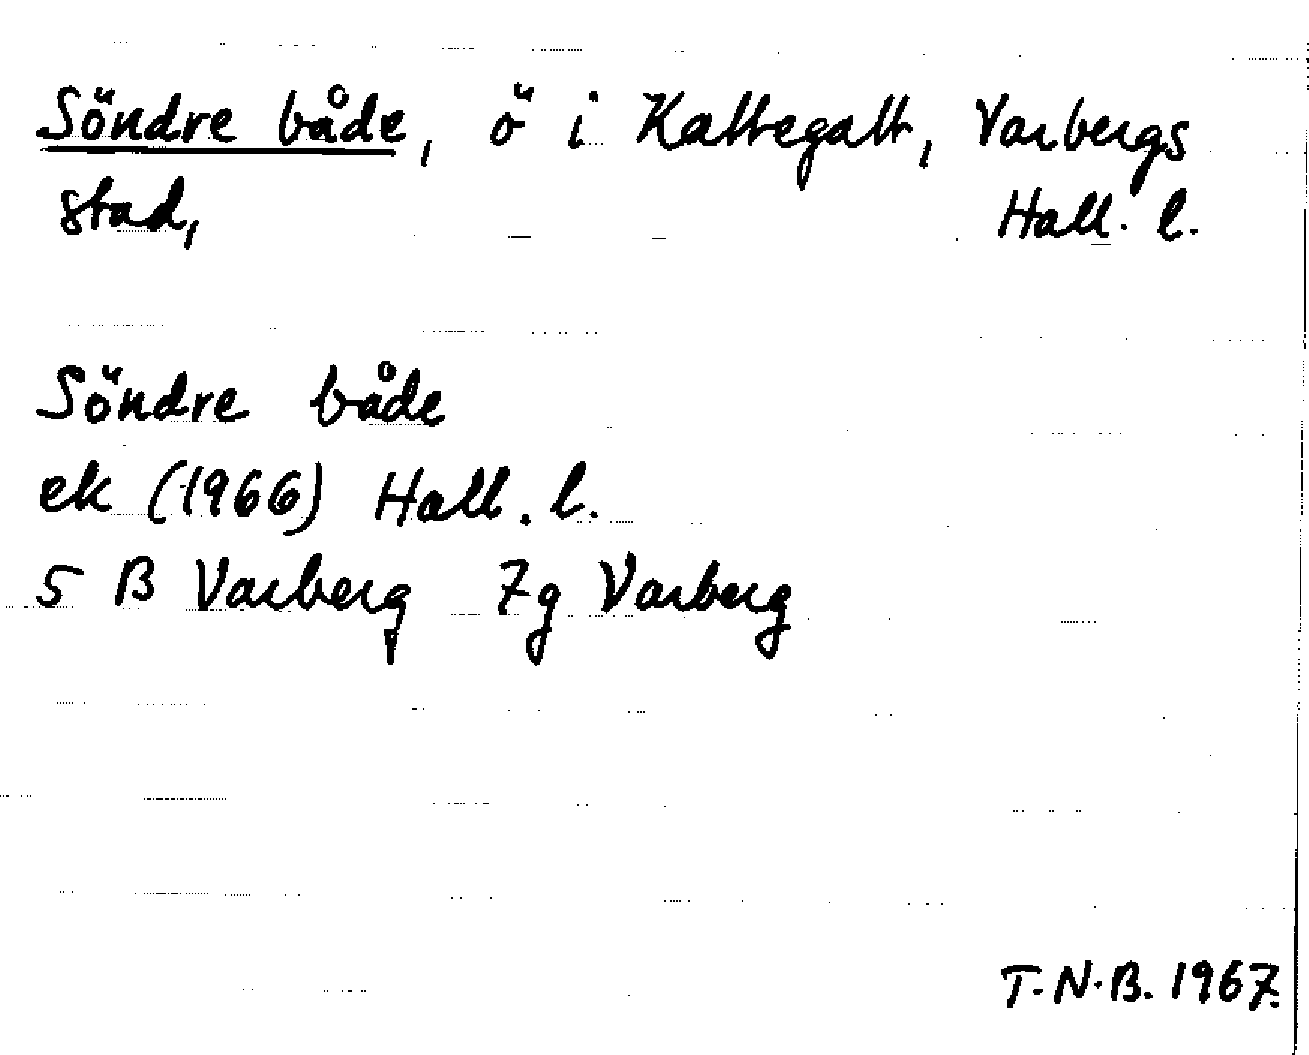 Söndre både, ö i Kattegatt, Varbergs
stad, Hall. l.
Söndre både
ek (1966) Hall. l.
5 B Varberg 7g Varberg
T.N.B. 1967.